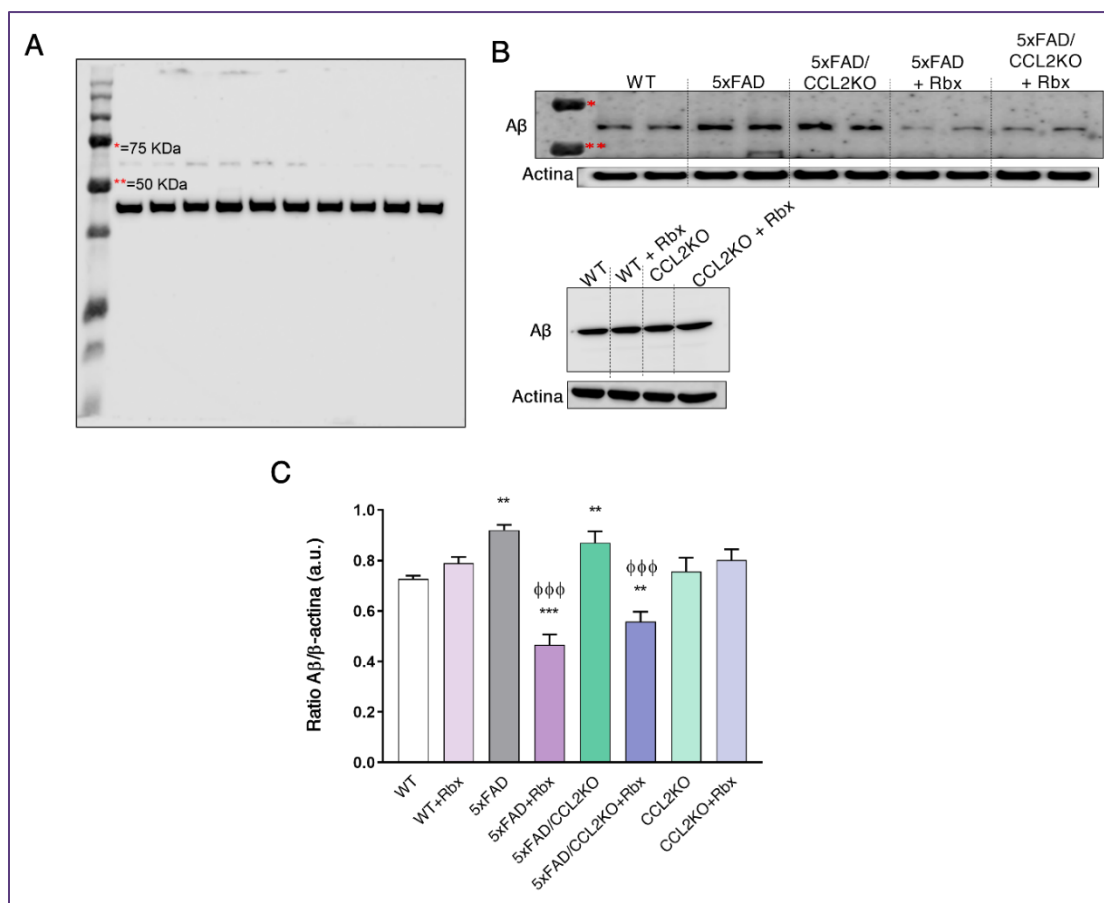 A
*=75 KDa
**=50 KDa
B
WT
5xFAD
5xFAD/
CCL2KO
5xFAD
+ Rbx
5xFAD/
CCL2KO
+ Rbx
*
Aβ
**
Actina
WT
WT + Rbx
CCL2KO
CCL2KO + Rbx
Aβ
Actina
C
Ratio Aβ/β-actina (a.u.)
1.0
0.8
0.6
0.4
0.2
0.0
**
ϕϕϕ
***
**
ϕϕϕ
**
WT
WT+Rbx
5xFAD
5xFAD+Rbx
5xFAD/CCL2KO
5xFAD/CCL2KO+Rbx
CCL2KO
CCL2KO+Rbx